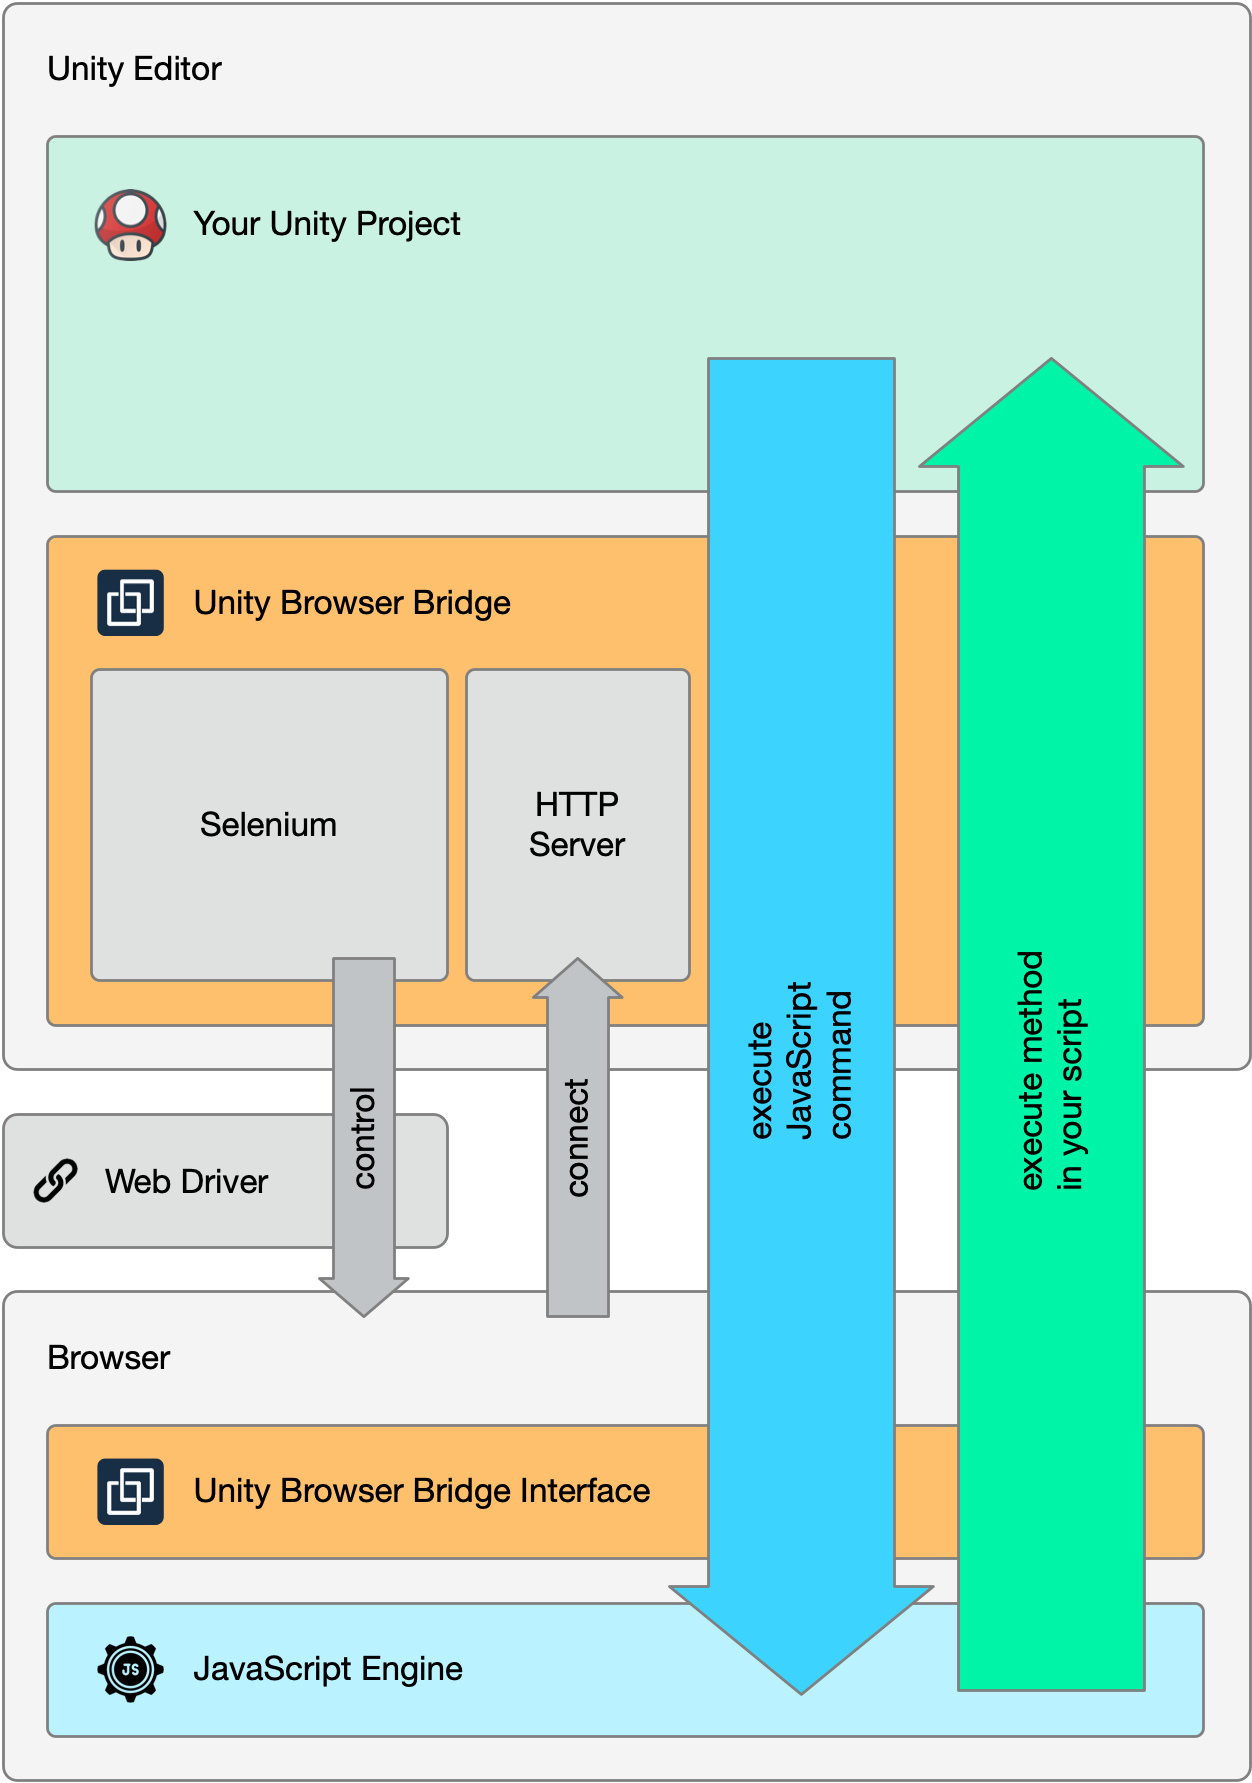 Unity Editor
Your Unity Project
Unity Browser Bridge
Selenium
HTTP
Server
execute
JavaScript
command
execute method
in your script
control
connect
Web Driver
Browser
Unity Browser Bridge Interface
JS
JavaScript Engine